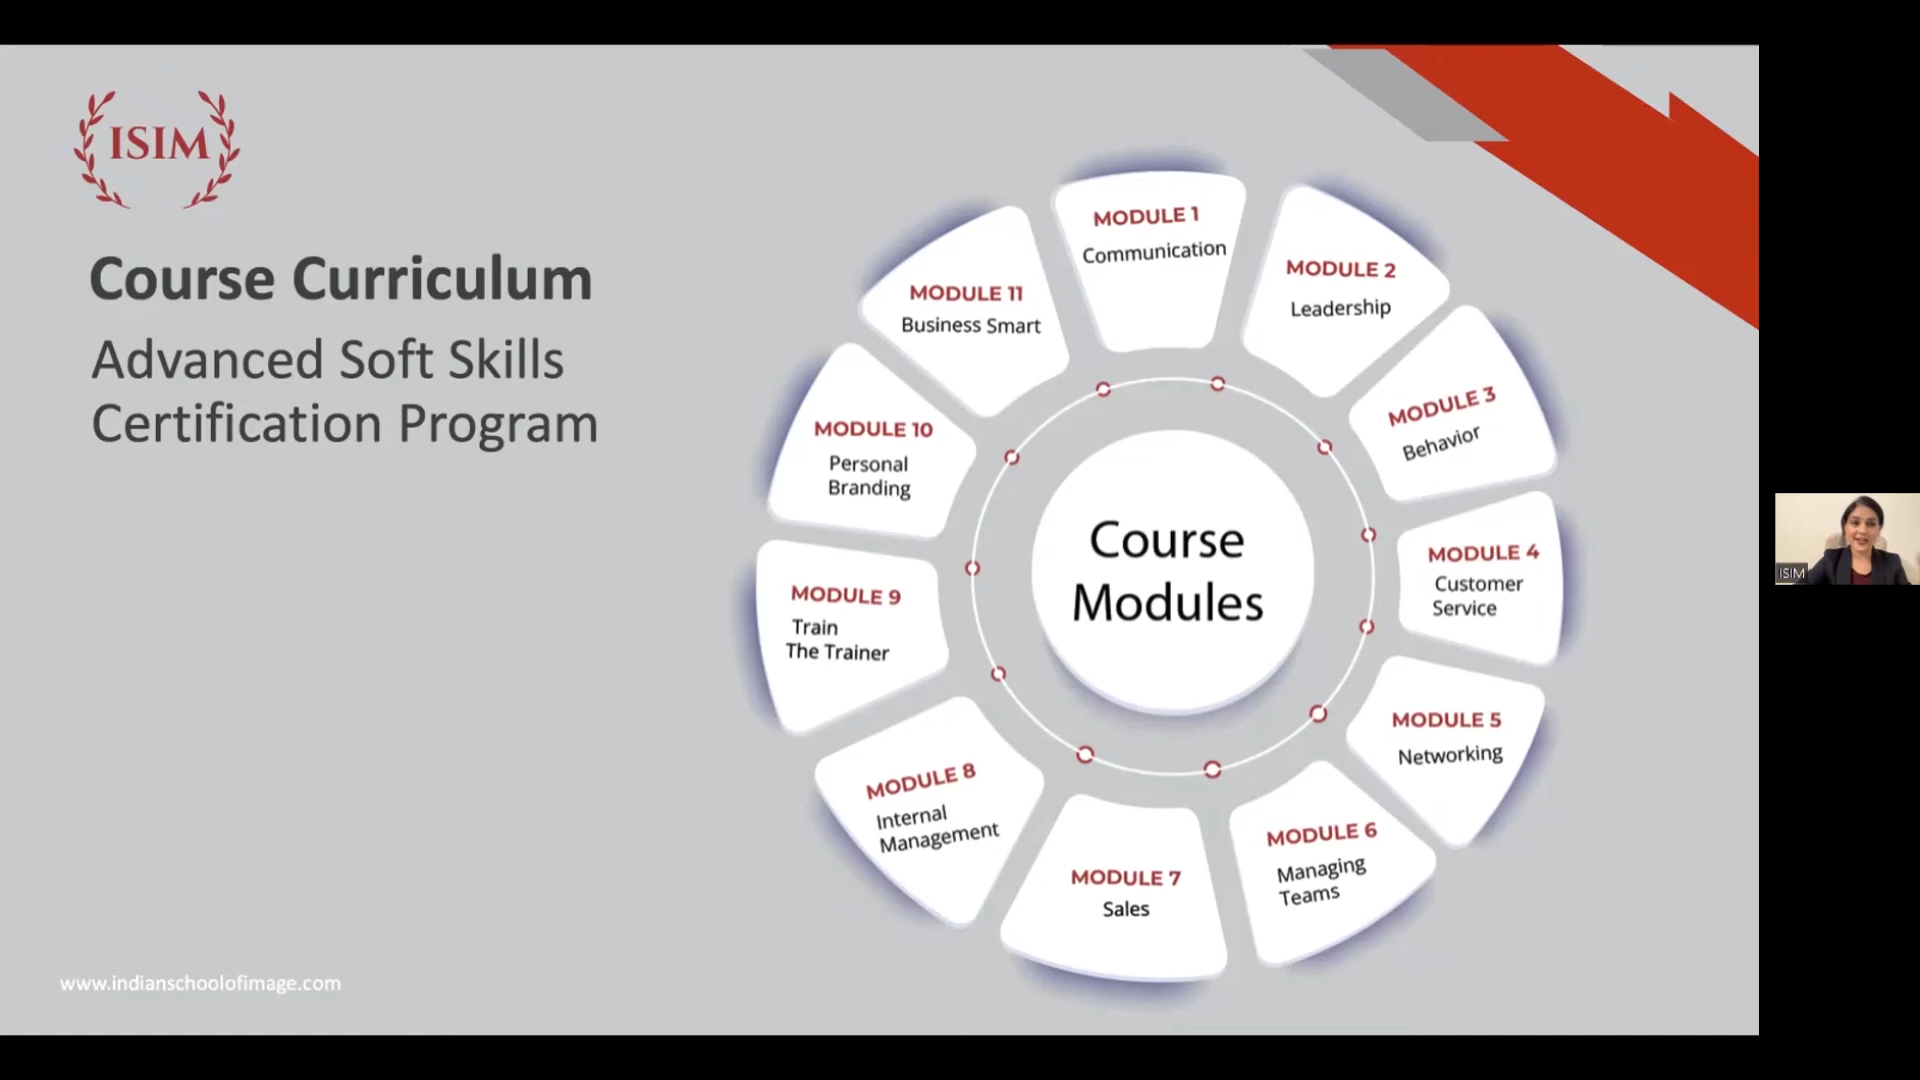 ISIM
Course Curriculum
Advanced Soft Skills
Certification Program
MODULE 1
Communication
MODULE 2
Leadership
MODULE 3
Behavior
MODULE 4
Customer
Service
MODULE 5
Networking
MODULE 6
Managing
Teams
MODULE 7
Sales
MODULE 8
Internal
Management
MODULE 9
Train
The Trainer
MODULE 10
Personal
Branding
MODULE 11
Business Smart
Course
Modules
www.indianschoolofimage.com
ISIM